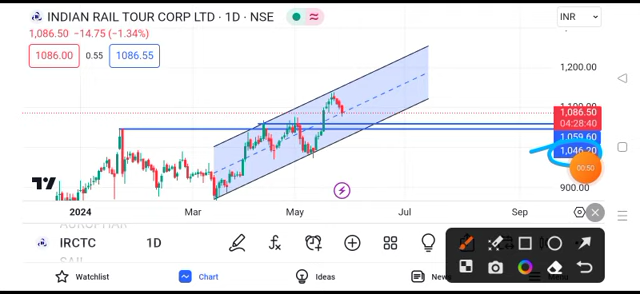 INDIAN RAIL TOUR CORP LTD · 1D · NSE
INR
1,086.50 −14.75 (−1.34%)
1086.00 0.55 1086.55
1,200.00
1,086.50
04:28:40
1,059.60
1,046.20
00:50
900.00
2024 Mar May Jul Sep
IRCTC 1D
Watchlist Chart Ideas News